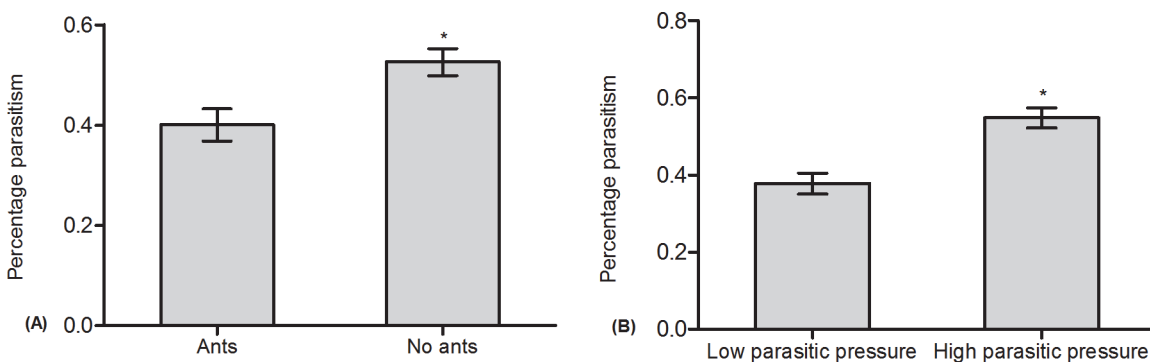 Percentage parasitism
0.6
0.4
0.2
0.0
*
Ants
No ants
(A)
Percentage parasitism
0.8
0.6
0.4
0.2
0.0
*
Low parasitic pressure
High parasitic pressure
(B)